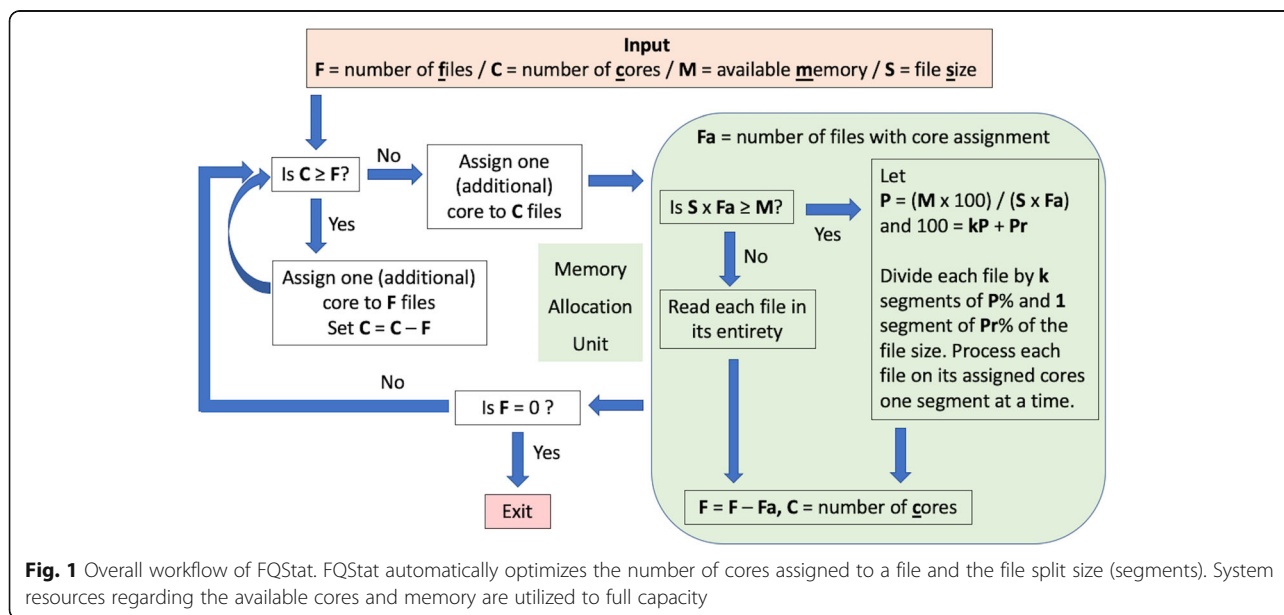 Input
F = number of files / C = number of cores / M = available memory / S = file size
Is C ≥ F?
No
Assign one
(additional)
core to C files
Yes
Assign one (additional)
core to F files
Set C = C – F
Memory
Allocation
Unit
Fa = number of files with core assignment
Is S x Fa ≥ M?
Yes
No
Read each file in
its entirety
Let
P = (M x 100) / (S x Fa)
and 100 = kP + Pr
Divide each file by k
segments of P% and 1
segment of Pr% of the
file size. Process each
file on its assigned cores
one segment at a time.
F = F – Fa, C = number of cores
Is F = 0 ?
No
Yes
Exit
Fig. 1 Overall workflow of FQStat. FQStat automatically optimizes the number of cores assigned to a file and the file split size (segments). System
resources regarding the available cores and memory are utilized to full capacity